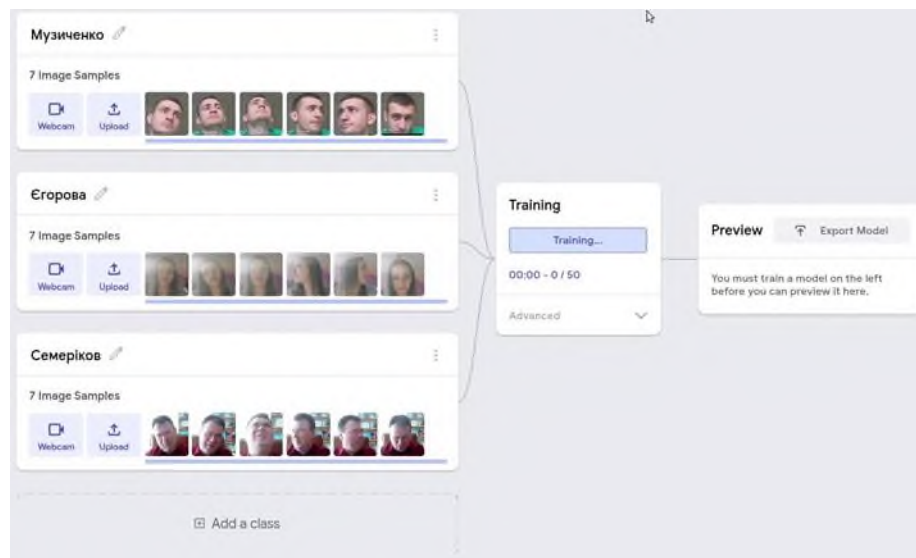 Музиченко
7 Image Samples
Webcam
Upload
Єгорова
7 Image Samples
Webcam
Upload
Семеріков
7 Image Samples
Webcam
Upload
Add a class
Training
Training...
00:00 - 0 / 50
Advanced
Preview
Export Model
You must train a model on the left
before you can preview it here.